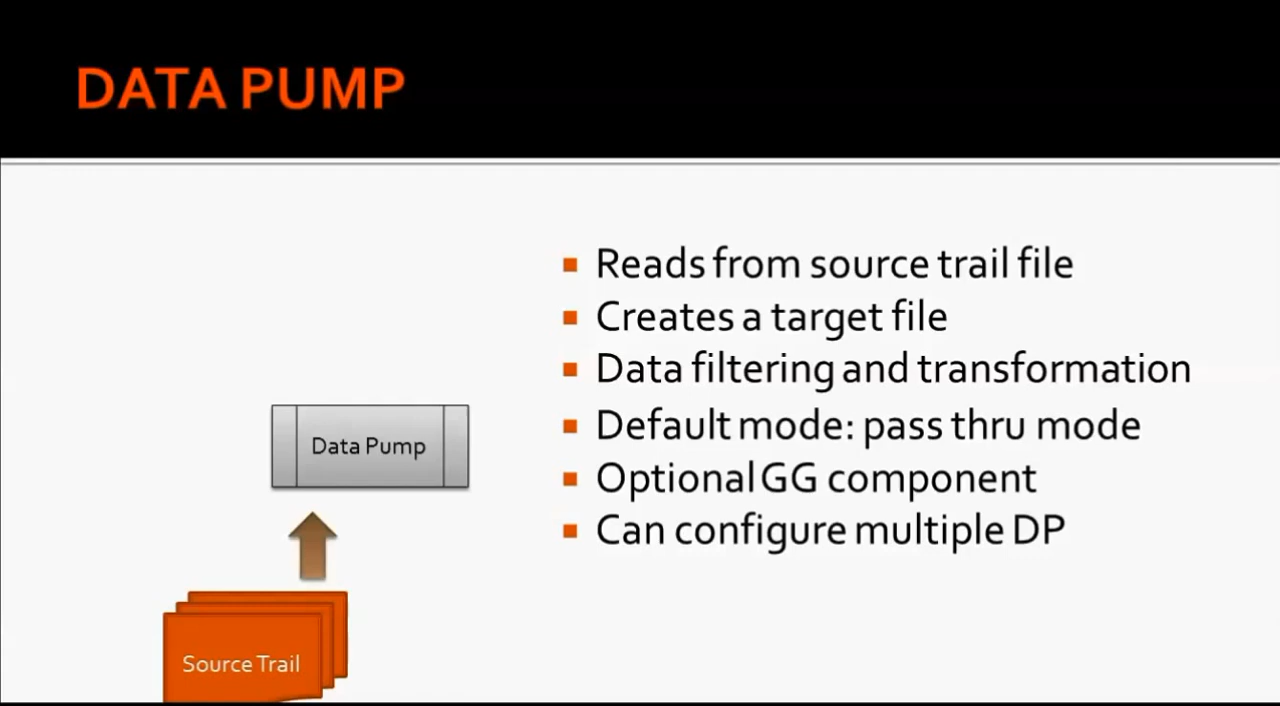 DATA PUMP
Reads from source trail file
Creates a target file
Data filtering and transformation
Default mode: pass thru mode
Optional GG component
Can configure multiple DP
Data Pump
Source Trail